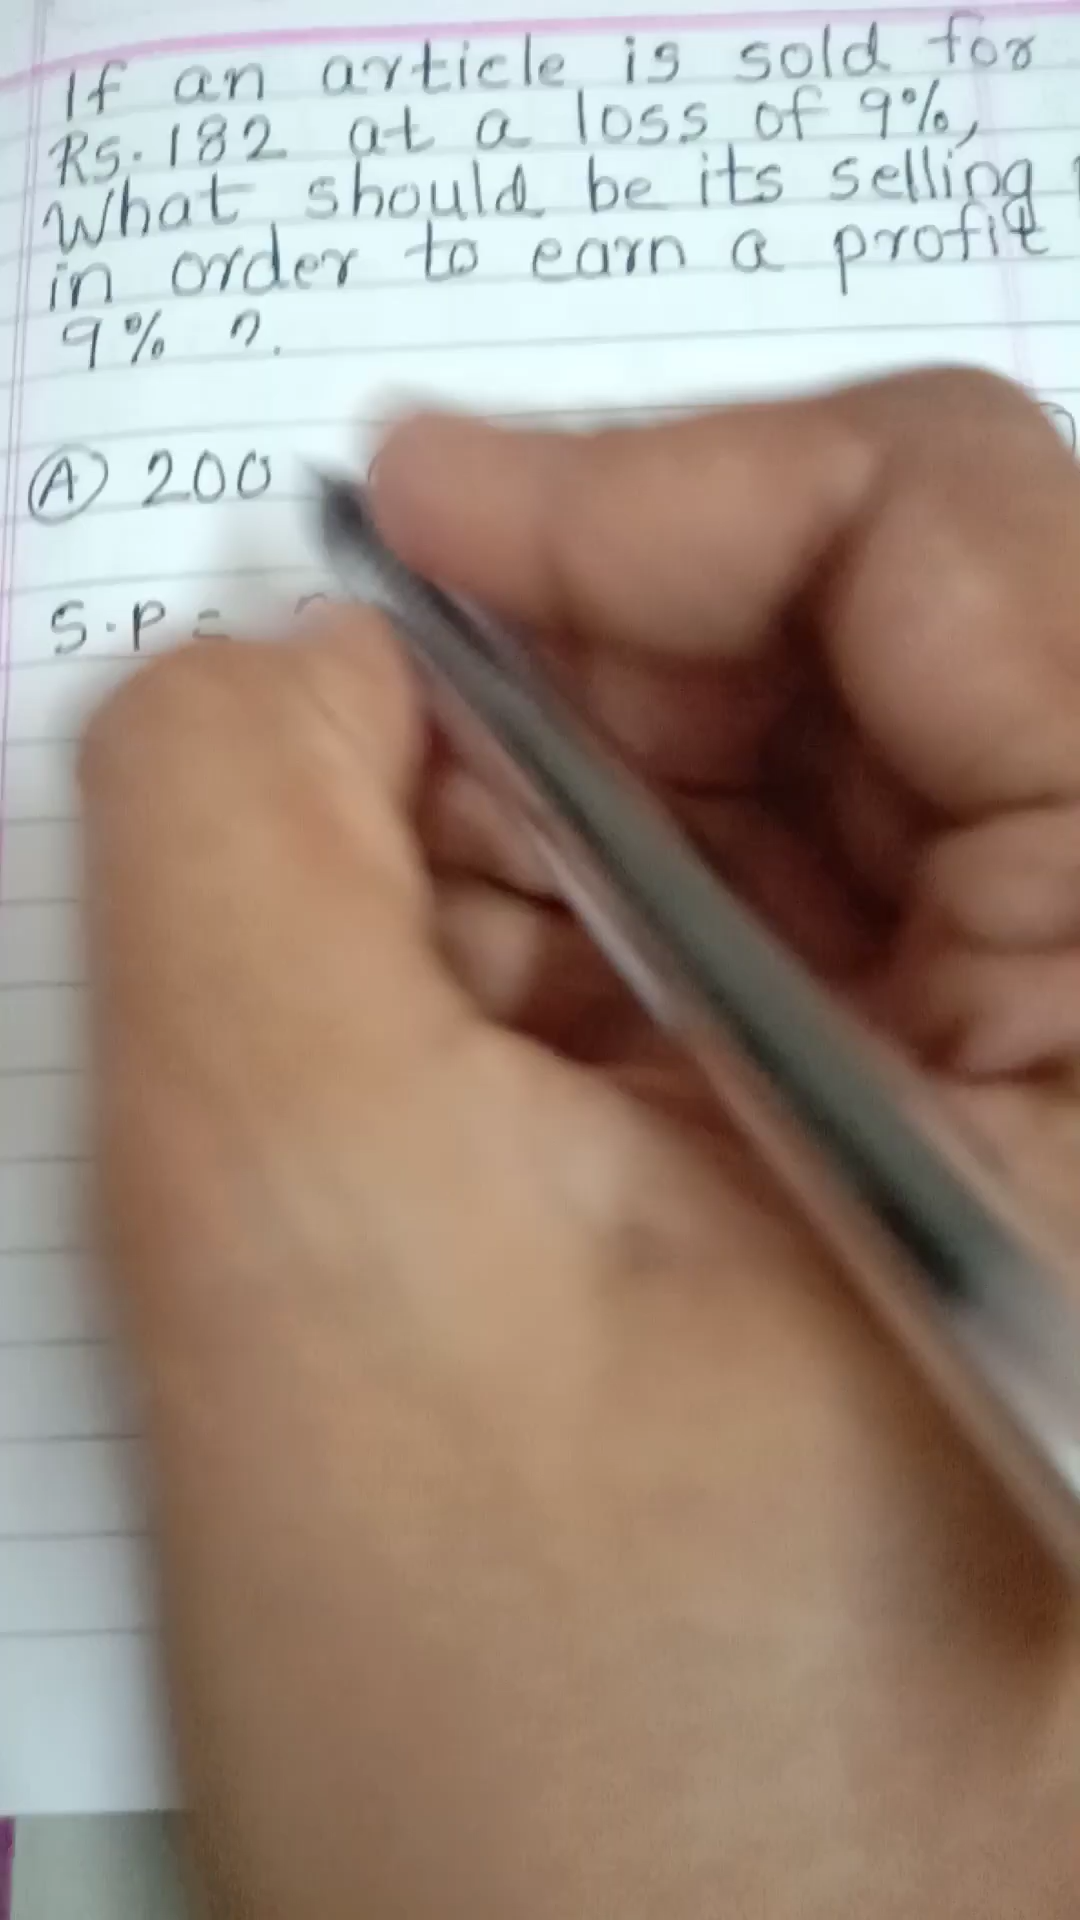 If an article is sold for
RS. 182 at a loss of 9%,
What should be its selling
in order to earn a profit
9% ?.
(A) 200
S.P =